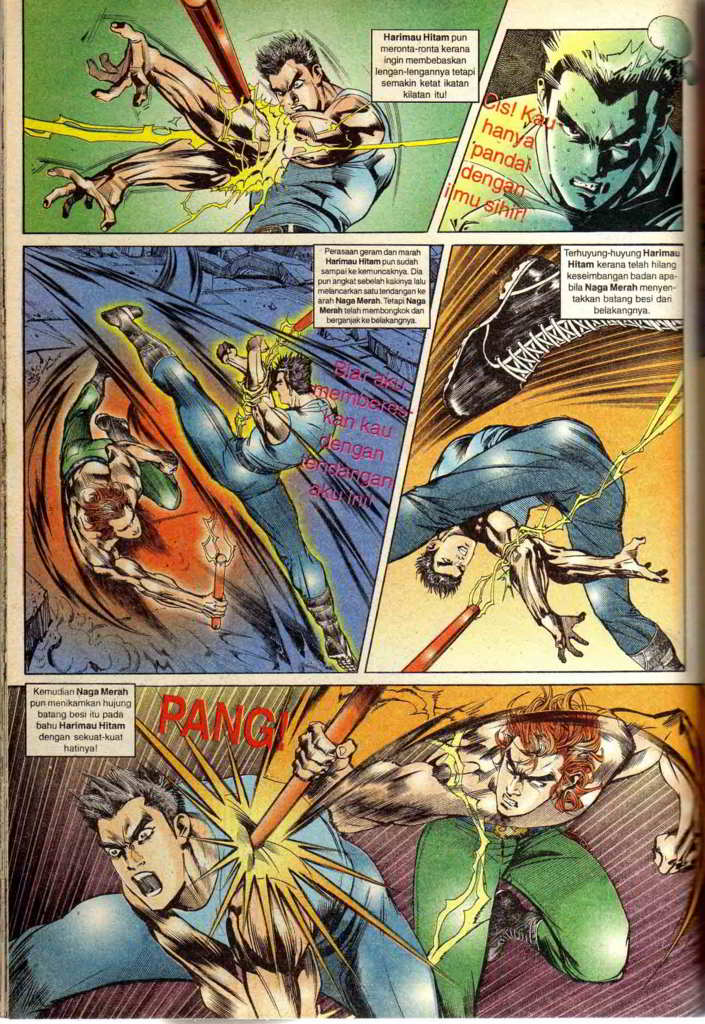 Harimau Hitam pun
meronta-ronta kerana
ingin membebaskan
lengan-lengannya tetapi
semakin ketat ikatan
kilatan itu!
Cis! Kau
hanya
pandai
dengan
ilmu sihir!
Perasaan geram dan marah
Harimau Hitam pun sudah
sampai ke kemuncaknya. Dia
pun angkat sebelah kakinya lalu
melancarkan satu tendangan ke
arah Naga Merah. Tetapi Naga
Merah telah membongkok dan
berganjak ke belakangnya.
Biar aku
memberes-
kan kau
dengan
tendangan
aku ini!
Terhuyung-huyung Harimau
Hitam kerana telah hilang
keseimbangan badan apa-
bila Naga Merah menyen-
takkan batang besi dari
belakangnya.
Kemudian Naga Merah
pun menikamkan hujung
batang besi itu pada
bahu Harimau Hitam
dengan sekuat-kuat
hatinya!
PANG!